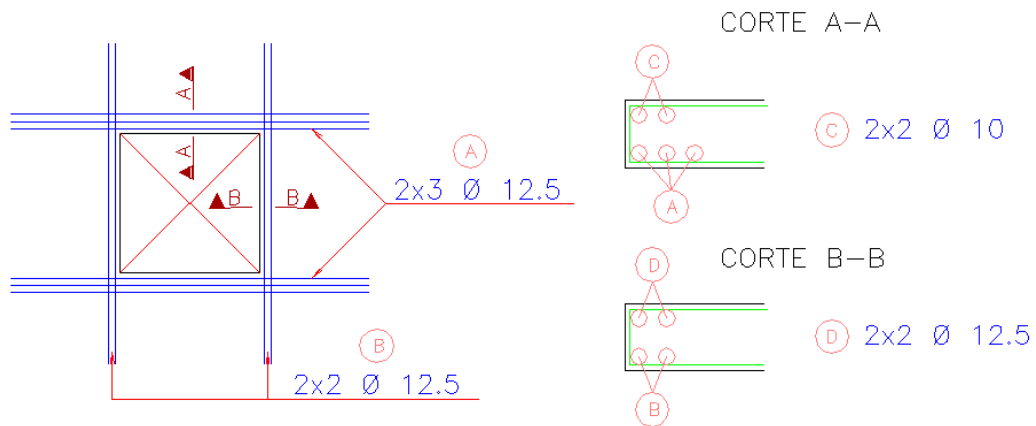 A
A
B
B
A
2x3 Ø 12.5
B
2x2 Ø 12.5
CORTE A-A
C
C 2x2 Ø 10
A
CORTE B-B
D
D 2x2 Ø 12.5
B